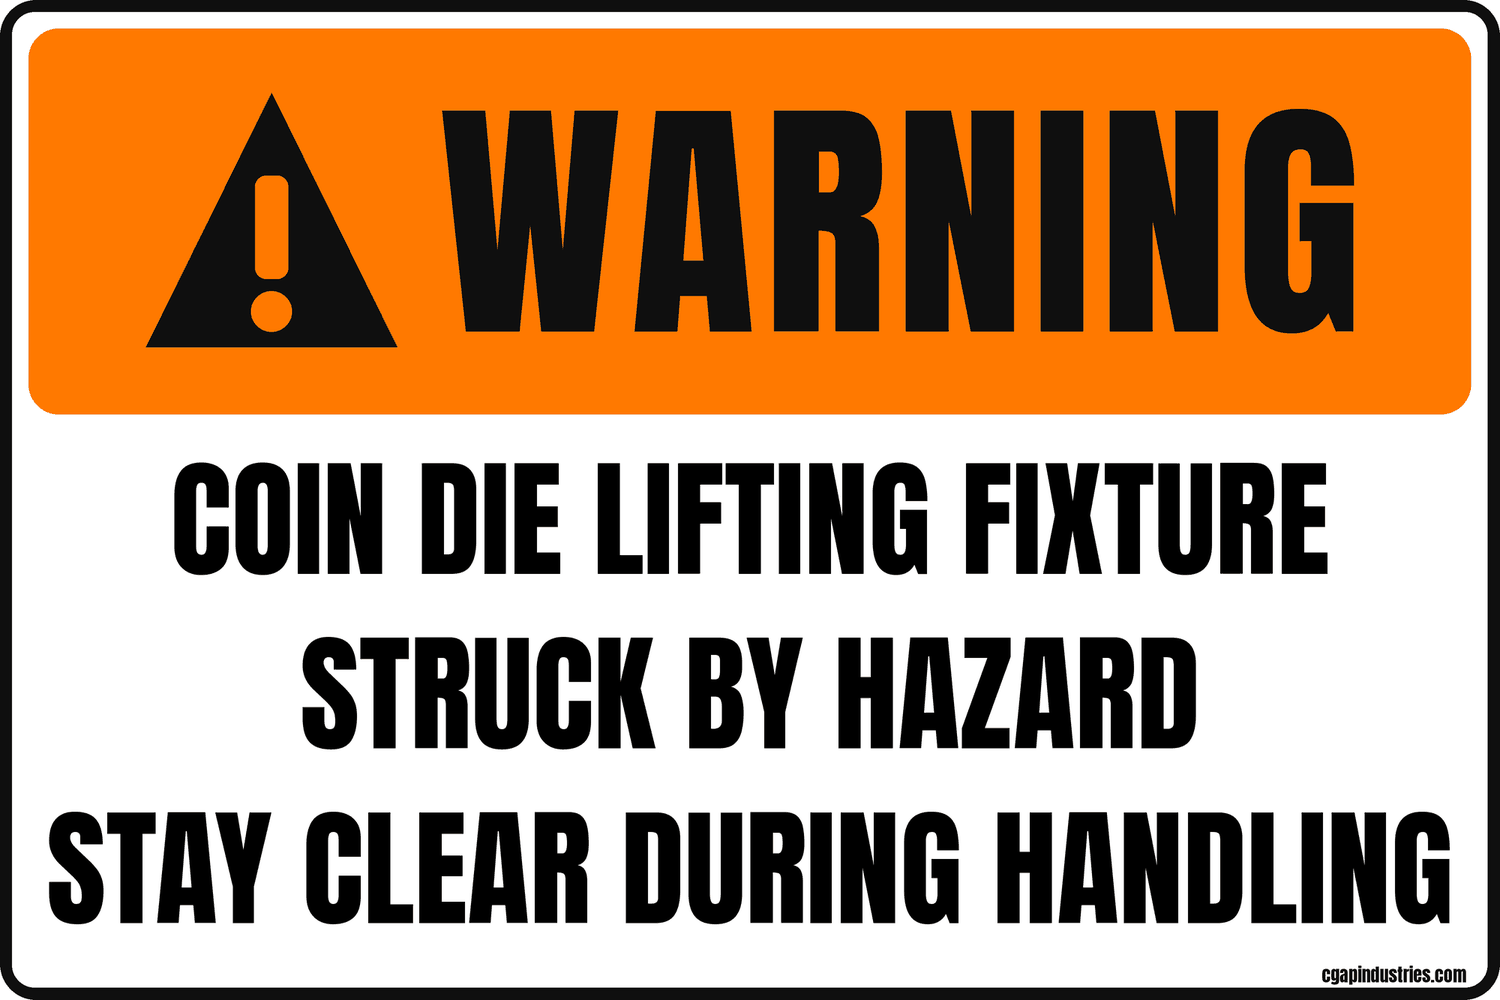 WARNING
COIN DIE LIFTING FIXTURE
STRUCK BY HAZARD
STAY CLEAR DURING HANDLING
cgapindustries.com